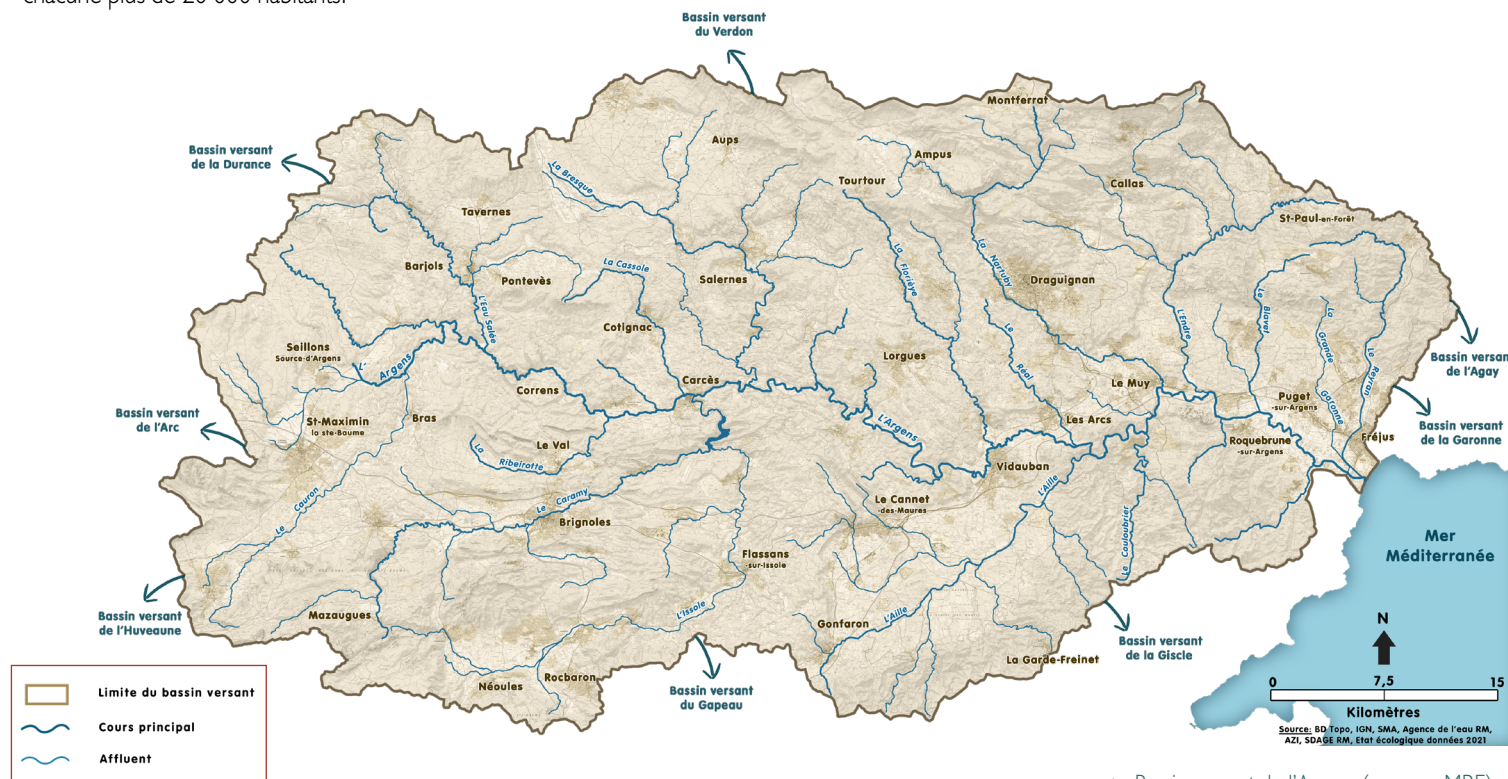 chacune plus de 20 000 habitants.
Bassin versant
du Verdon
Montferrat
Bassin versant
de la Durance
Aups
Ampus
La Bresque
Tourtour
Callas
Tavernes
St-Paul-en-Forêt
Barjols
La Cassole
La Florièye
La Nartuby
Pontevès
Salernes
Draguignan
L'Eau Salée
Le Blavet
Cotignac
L'Endre
La Grande Garonne
Le Reyran
Seillons
Source-d'Argens
L'Argens
Lorgues
Le Réal
Bassin versant
de l'Agay
Correns
Carcès
Le Muy
Puget
-sur-Argens
Bassin versant
de l'Arc
St-Maximin
la ste-Baume
Bras
L'Argens
Les Arcs
Bassin versant
de la Garonne
Le Val
Roquebrune
-sur-Argens
Fréjus
La Ribeirotte
Vidauban
Le Cauron
Le Caramy
Le Cannet
-des-Maures
L'Aille
Brignoles
Le Couloubrier
Mer
Méditerranée
Flassans
-sur-Issole
Bassin versant
de l'Huveaune
Mazaugues
L'Issole
L'Aille
Gonfaron
N
Bassin versant
de la Giscle
La Garde-Freinet
Néoules
Rocbaron
Bassin versant
du Gapeau
0 7,5 15
Kilomètres
Source: BD Topo, IGN, SMA, Agence de l'eau RM,
AZI, SDAGE RM, Etat écologique données 2021
Limite du bassin versant
Cours principal
Affluent